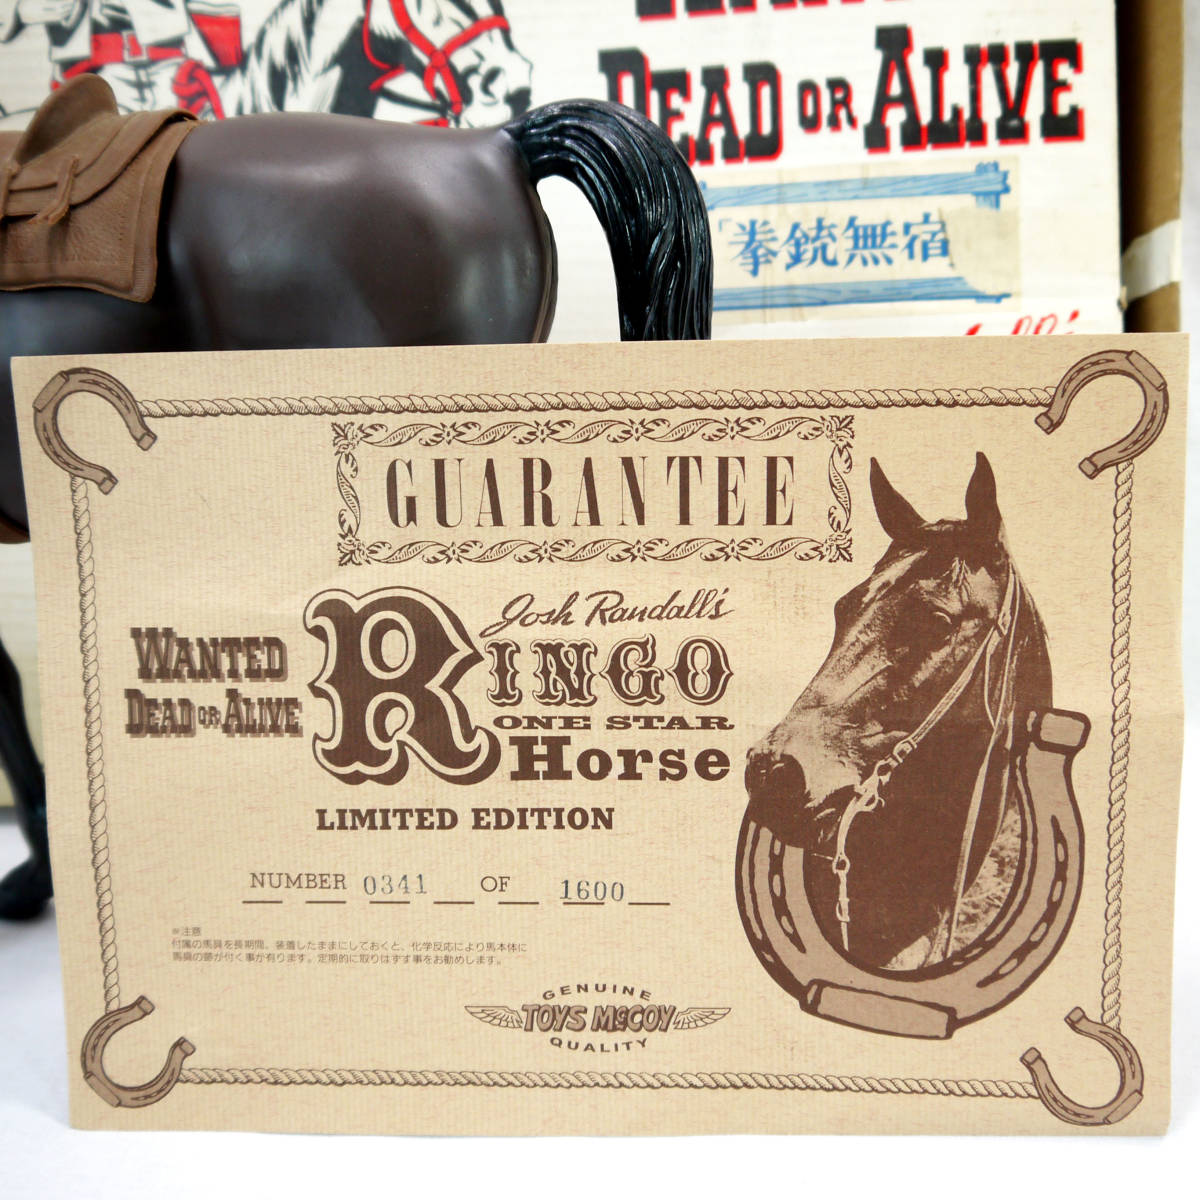 DEAD OR ALIVE
「拳銃無宿
GUARANTEE
WANTED
DEAD OR ALIVE
Josh Randall's
RINGO
ONE STAR
Horse
LIMITED EDITION
NUMBER 0341 OF 1600
※注意
付属の馬具を長期間、装着したままにしておくと、化学反応により馬本体に
馬具の跡が付く事が有ります。定期的に取りはずす事をお勧めします。
GENUINE
TOYS McCOY
QUALITY